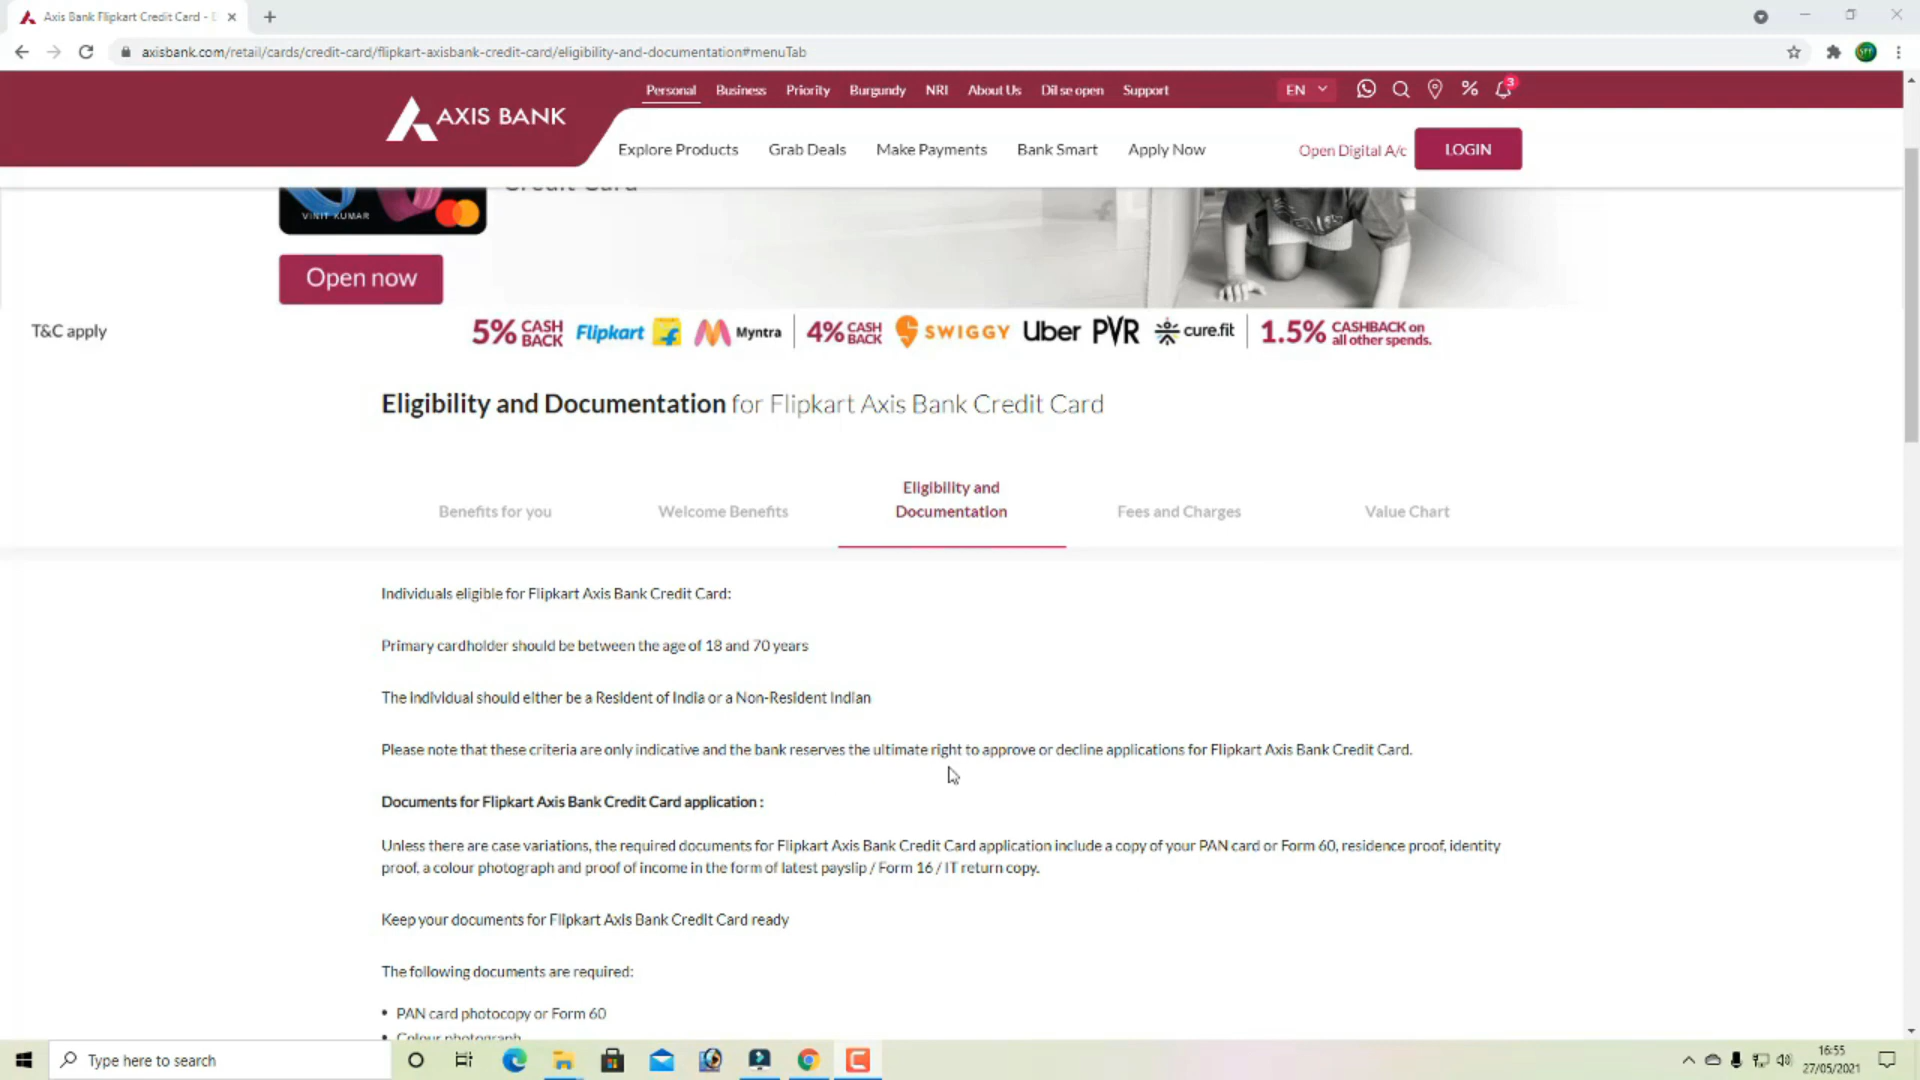 Axis Bank Flipkart Credit Card - E
axisbank.com/retail/cards/credit-card/flipkart-axisbank-credit-card/eligibility-and-documentation#menuTab
Personal Business Priority Burgundy NRI About Us Dil se open Support EN 3
AXIS BANK
Explore Products Grab Deals Make Payments Bank Smart Apply Now Open Digital A/c LOGIN
Credit Card
VINIT KUMAR
Open now
T&C apply
5% CASH BACK Flipkart Myntra 4% CASH BACK SWIGGY Uber PVR cure.fit 1.5% CASHBACK on all other spends.
Eligibility and Documentation for Flipkart Axis Bank Credit Card
Benefits for you Welcome Benefits Eligibility and Documentation Fees and Charges Value Chart
Individuals eligible for Flipkart Axis Bank Credit Card:
Primary cardholder should be between the age of 18 and 70 years
The individual should either be a Resident of India or a Non-Resident Indian
Please note that these criteria are only indicative and the bank reserves the ultimate right to approve or decline applications for Flipkart Axis Bank Credit Card.
Documents for Flipkart Axis Bank Credit Card application :
Unless there are case variations, the required documents for Flipkart Axis Bank Credit Card application include a copy of your PAN card or Form 60, residence proof, identity
proof, a colour photograph and proof of income in the form of latest payslip / Form 16 / IT return copy.
Keep your documents for Flipkart Axis Bank Credit Card ready
The following documents are required:
• PAN card photocopy or Form 60
• Colour photograph
Type here to search
16:55
27/05/2021